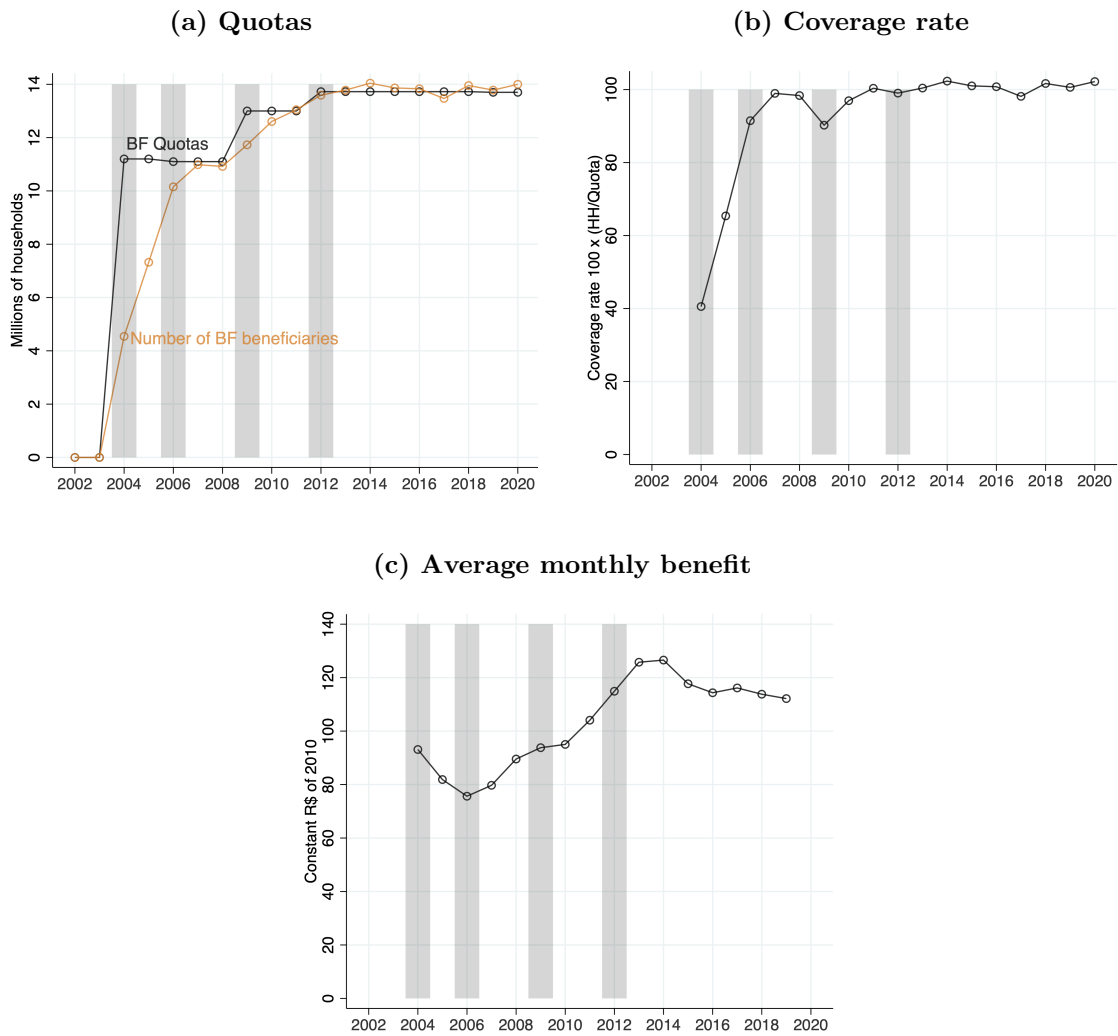 (a) Quotas
Millions of households
14
12
10
8
6
4
2
0
BF Quotas
Number of BF beneficiaries
2002 2004 2006 2008 2010 2012 2014 2016 2018 2020
(b) Coverage rate
Coverage rate 100 x (HH/Quota)
100
80
60
40
20
0
2002 2004 2006 2008 2010 2012 2014 2016 2018 2020
(c) Average monthly benefit
Constant R$ of 2010
140
120
100
80
60
40
20
0
2002 2004 2006 2008 2010 2012 2014 2016 2018 2020